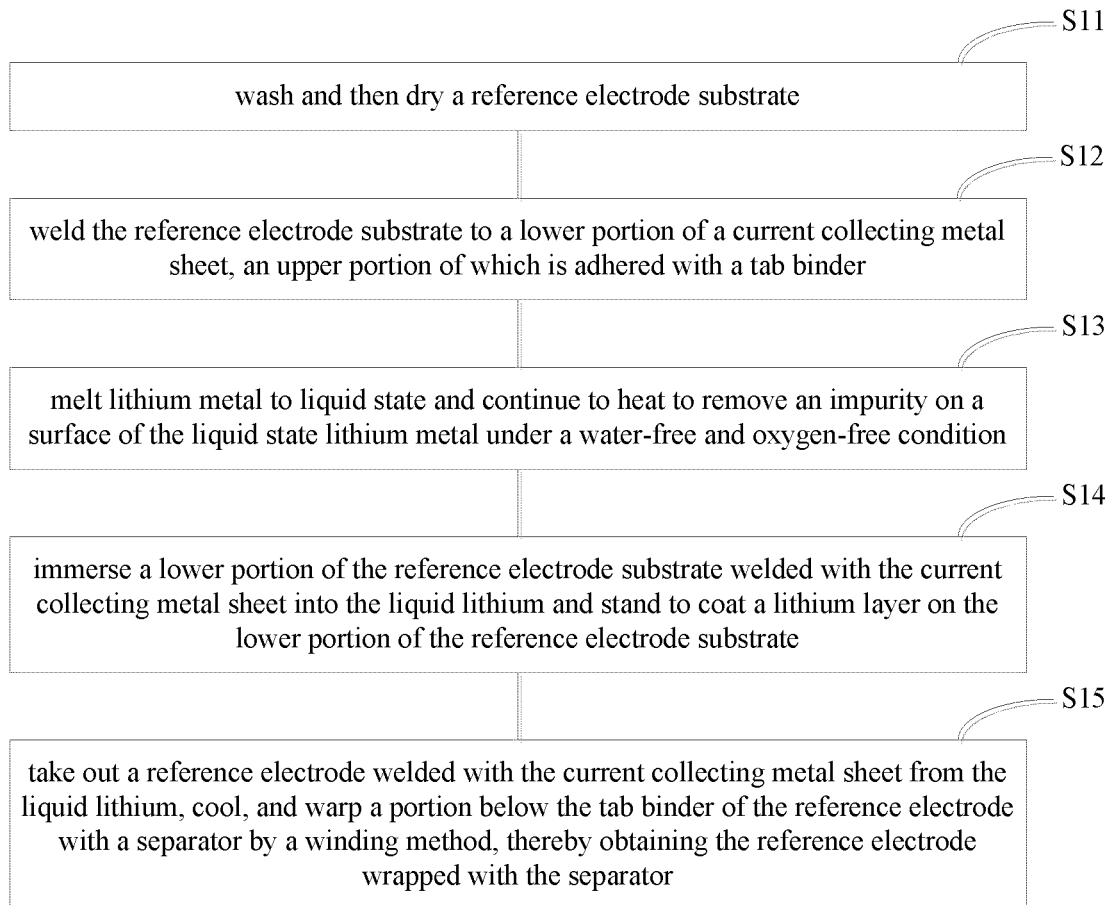 S11
wash and then dry a reference electrode substrate
S12
weld the reference electrode substrate to a lower portion of a current collecting metal
sheet, an upper portion of which is adhered with a tab binder
S13
melt lithium metal to liquid state and continue to heat to remove an impurity on a
surface of the liquid state lithium metal under a water-free and oxygen-free condition
S14
immerse a lower portion of the reference electrode substrate welded with the current
collecting metal sheet into the liquid lithium and stand to coat a lithium layer on the
lower portion of the reference electrode substrate
S15
take out a reference electrode welded with the current collecting metal sheet from the
liquid lithium, cool, and warp a portion below the tab binder of the reference electrode
with a separator by a winding method, thereby obtaining the reference electrode
wrapped with the separator